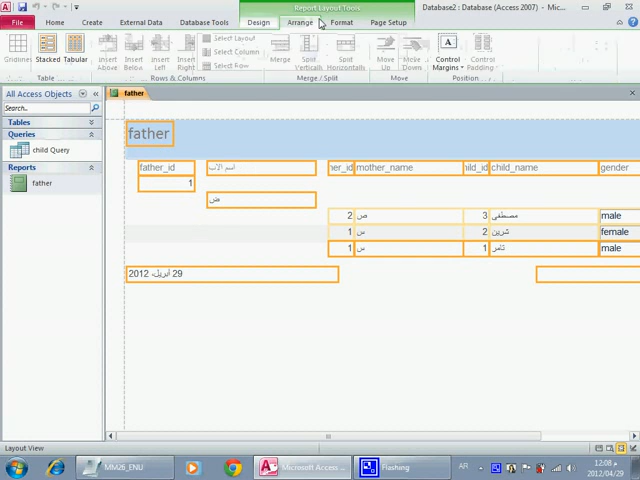 Report Layout Tools
Database2 : Database (Access 2007) - Mic...
File Home Create External Data Database Tools Design Arrange Format Page Setup
Gridlines Stacked Tabular Insert Above Insert Below Insert Left Insert Right Select Layout Select Column Select Row Merge Split Vertically Split Horizontally Move Up Move Down Control Margins Control Padding
Table Rows & Columns Merge/ Split Move Position
All Access Objects
Search...
Tables
Queries
child Query
Reports
father
father
father
father_id اسم الاب her_id mother_name hild_id child_name gender
1
ض
2 ص 3 مصطفى male
1 س 2 شرين female
1 س 1 ثامر male
29 أبريل، 2012
Layout View
MM26_ENU Microsoft Access ... Flashing AR 12:08 م
2012/04/29